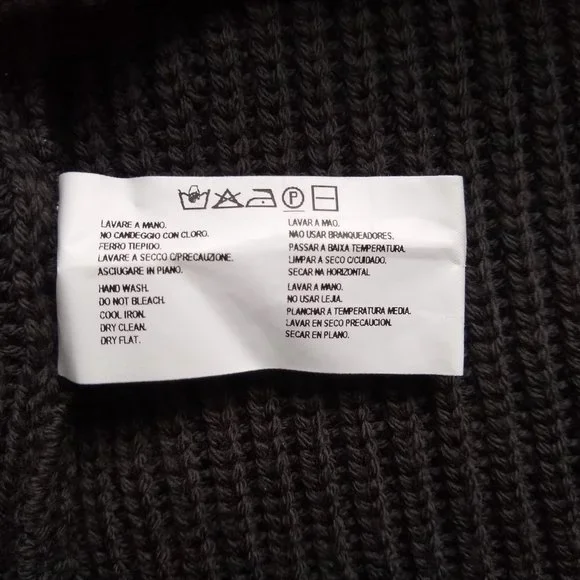 P
LAVARE A MANO.
NO CANDEGGIO CON CLORO.
FERRO TIEPIDO.
LAVARE A SECCO C/PRECAUZIONE.
ASCIUGARE IN PIANO.
HAND WASH.
DO NOT BLEACH.
COOL IRON.
DRY CLEAN.
DRY FLAT.
LAVAR A MAO.
NAO USAR BRANQUEADORES.
PASSAR A BAIXA TEMPERATURA.
LIMPAR A SECO C/CUIDADO.
SECAR NA HORIZONTAL
LAVAR A MANO.
NO USAR LEJIA.
PLANCHAR A TEMPERATURA MEDIA.
LAVAR EN SECO PRECAUCION.
SECAR EN PLANO.